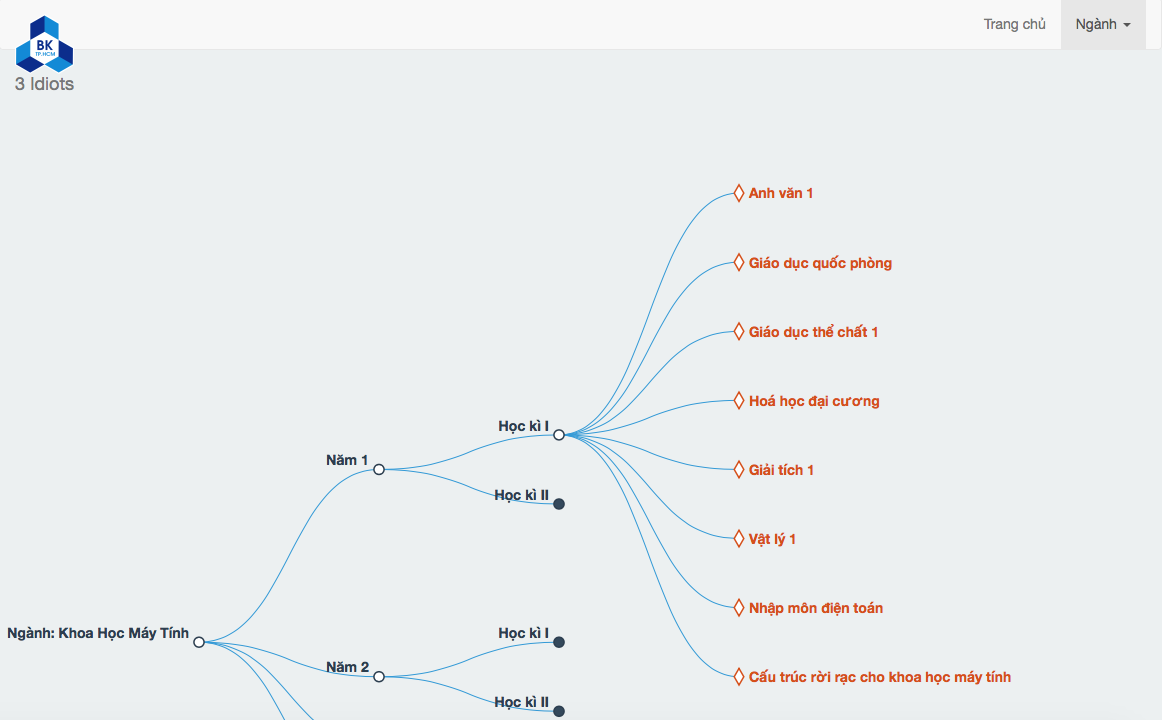 Trang chủ
Ngành
BK
TP.HCM
3 Idiots
Anh văn 1
Giáo dục quốc phòng
Giáo dục thể chất 1
Hoá học đại cương
Học kì I
Năm 1
Giải tích 1
Học kì II
Vật lý 1
Nhập môn điện toán
Ngành: Khoa Học Máy Tính
Học kì I
Năm 2
Cấu trúc rời rạc cho khoa học máy tính
Học kì II